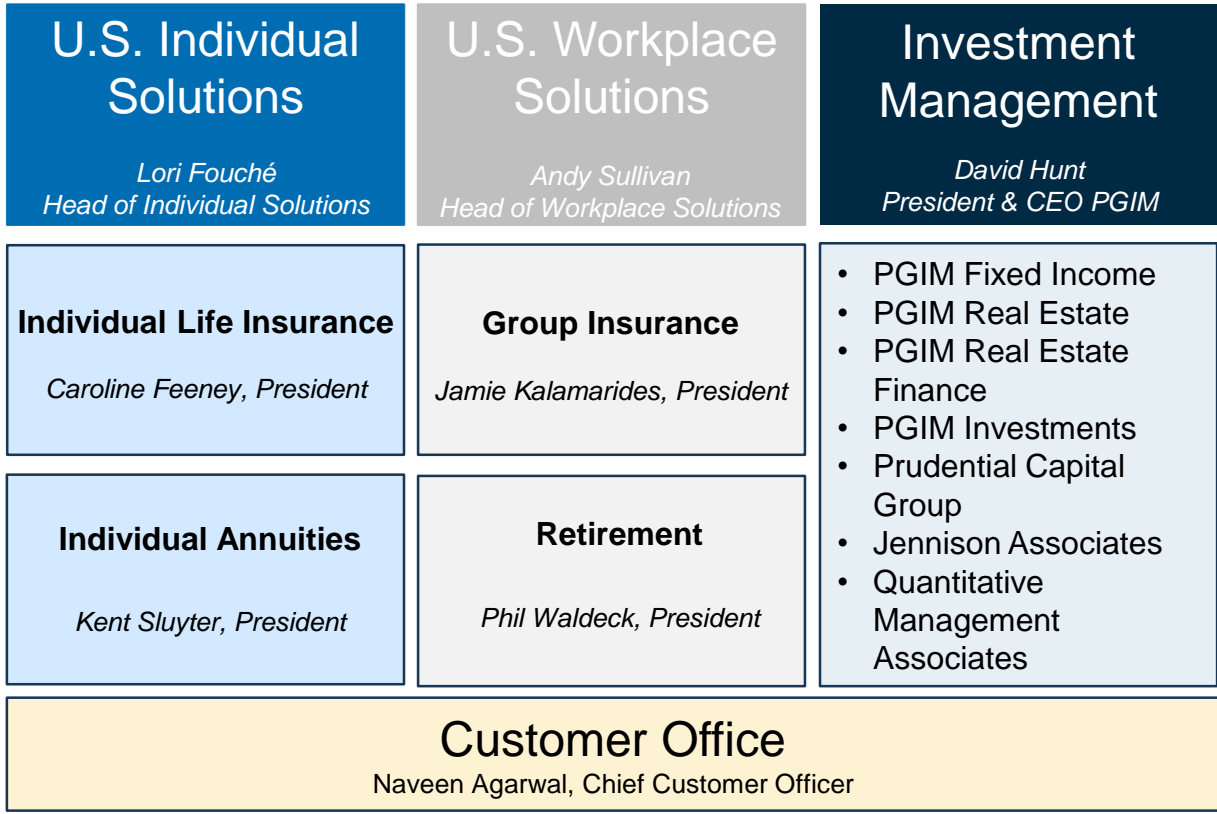 U.S. Individual
Solutions
Lori Fouché
Head of Individual Solutions
U.S. Workplace
Solutions
Andy Sullivan
Head of Workplace Solutions
Investment
Management
David Hunt
President & CEO PGIM
Individual Life Insurance
Caroline Feeney, President
Group Insurance
Jamie Kalamarides, President
Individual Annuities
Kent Sluyter, President
Retirement
Phil Waldeck, President
• PGIM Fixed Income
• PGIM Real Estate
• PGIM Real Estate
Finance
• PGIM Investments
• Prudential Capital
Group
• Jennison Associates
• Quantitative
Management
Associates
Customer Office
Naveen Agarwal, Chief Customer Officer